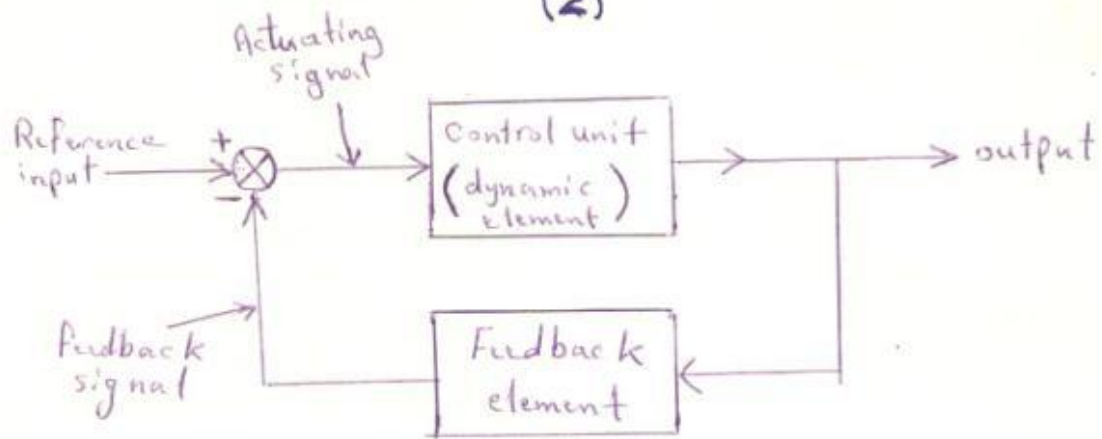 (2)
Actuating
signal
Reference
input
+
-
control unit
(dynamic
element)
output
feedback
signal
Feedback
element